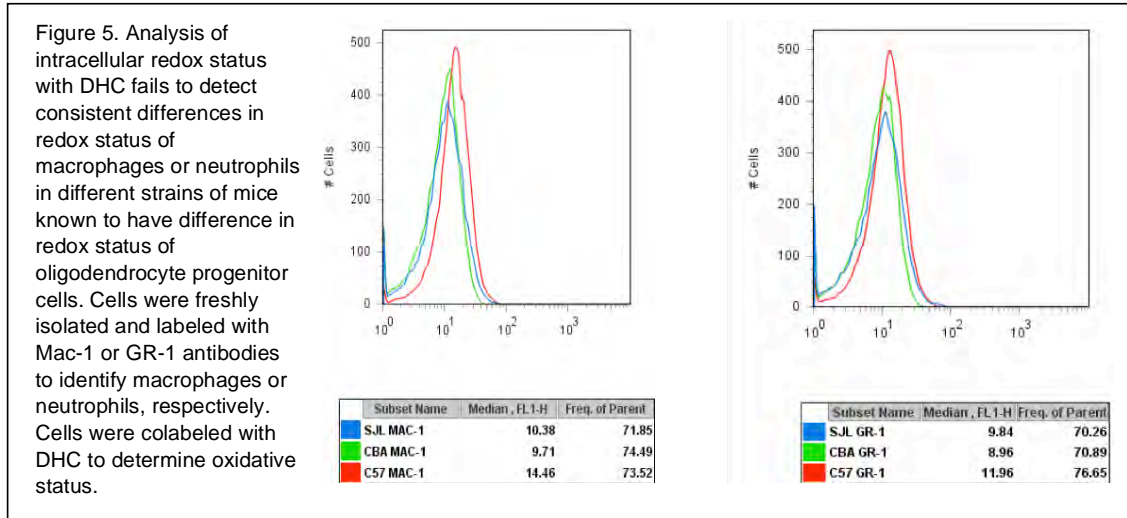 Figure 5. Analysis of
intracellular redox status
with DHC fails to detect
consistent differences in
redox status of
macrophages or neutrophils
in different strains of mice
known to have difference in
redox status of
oligodendrocyte progenitor
cells. Cells were freshly
isolated and labeled with
Mac-1 or GR-1 antibodies
to identify macrophages or
neutrophils, respectively.
Cells were colabeled with
DHC to determine oxidative
status.
# Cells
500
400
300
200
100
0
10^0 10^1 10^2 10^3
Subset Name Median , FL1-H Freq. of Parent
SJL MAC-1 10.38 71.85
CBA MAC-1 9.71 74.49
C57 MAC-1 14.46 73.52
# Cells
500
400
300
200
100
0
10^0 10^1 10^2 10^3
Subset Name Median , FL1-H Freq. of Parent
SJL GR-1 9.84 70.26
CBA GR-1 8.96 70.89
C57 GR-1 11.96 76.65